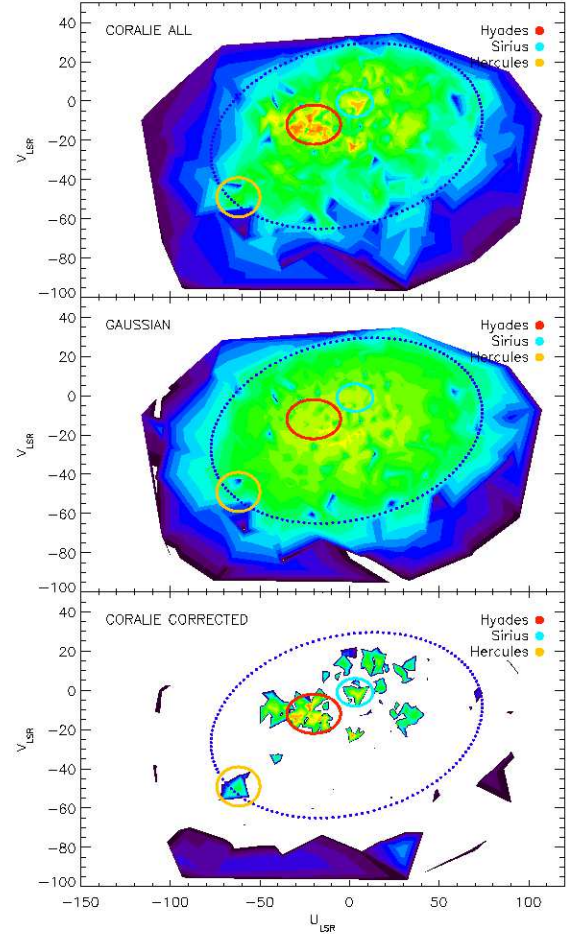 CORALIE ALL
Hyades
Sirius
Hercules
40
20
0
−20
−40
−60
−80
−100
V_LSR
GAUSSIAN
Hyades
Sirius
Hercules
40
20
0
−20
−40
−60
−80
−100
V_LSR
CORALIE CORRECTED
Hyades
Sirius
Hercules
40
20
0
−20
−40
−60
−80
−100
V_LSR
−150 −100 −50 0 50 100
U_LSR